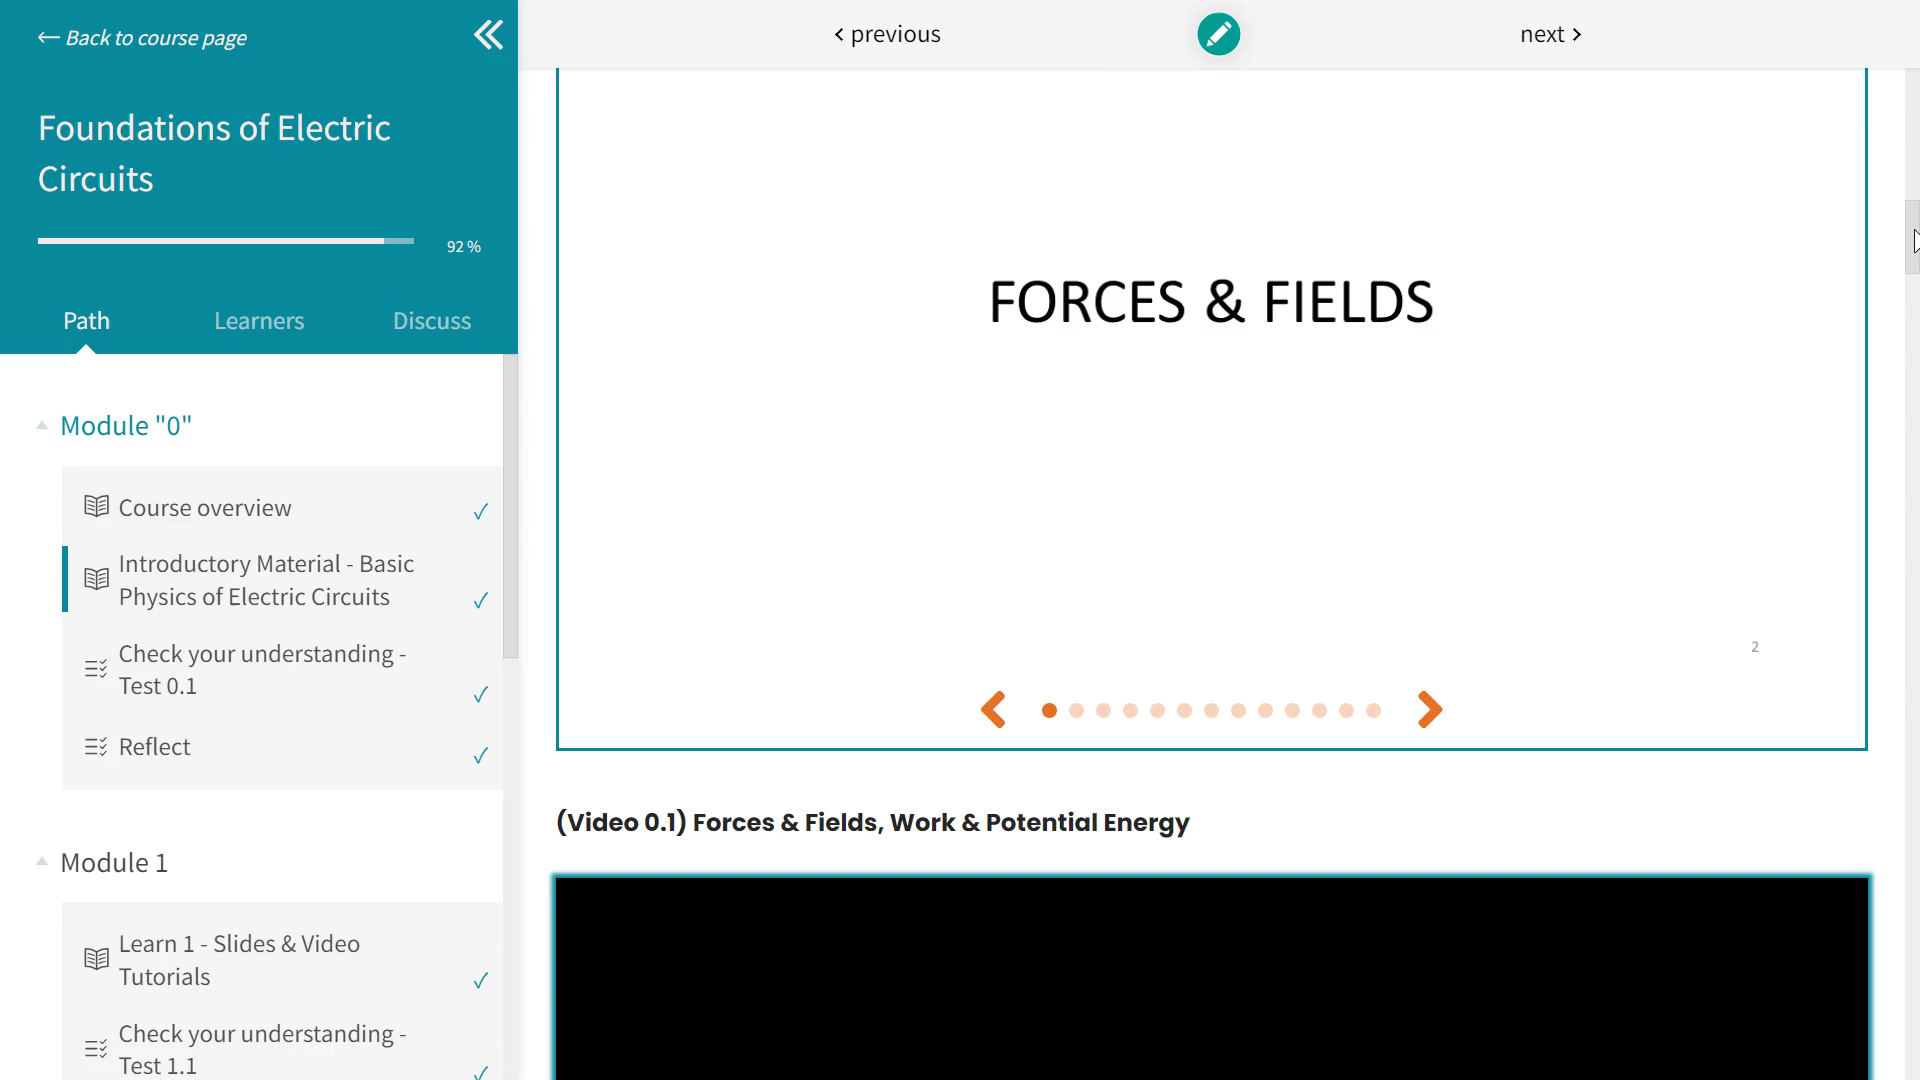 ← Back to course page
Foundations of Electric
Circuits
92 %
Path
Learners
Discuss
Module "0"
Course overview
Introductory Material - Basic
Physics of Electric Circuits
Check your understanding -
Test 0.1
Reflect
Module 1
Learn 1 - Slides & Video
Tutorials
Check your understanding -
Test 1.1
‹ previous
next ›
FORCES & FIELDS
2
(Video 0.1) Forces & Fields, Work & Potential Energy